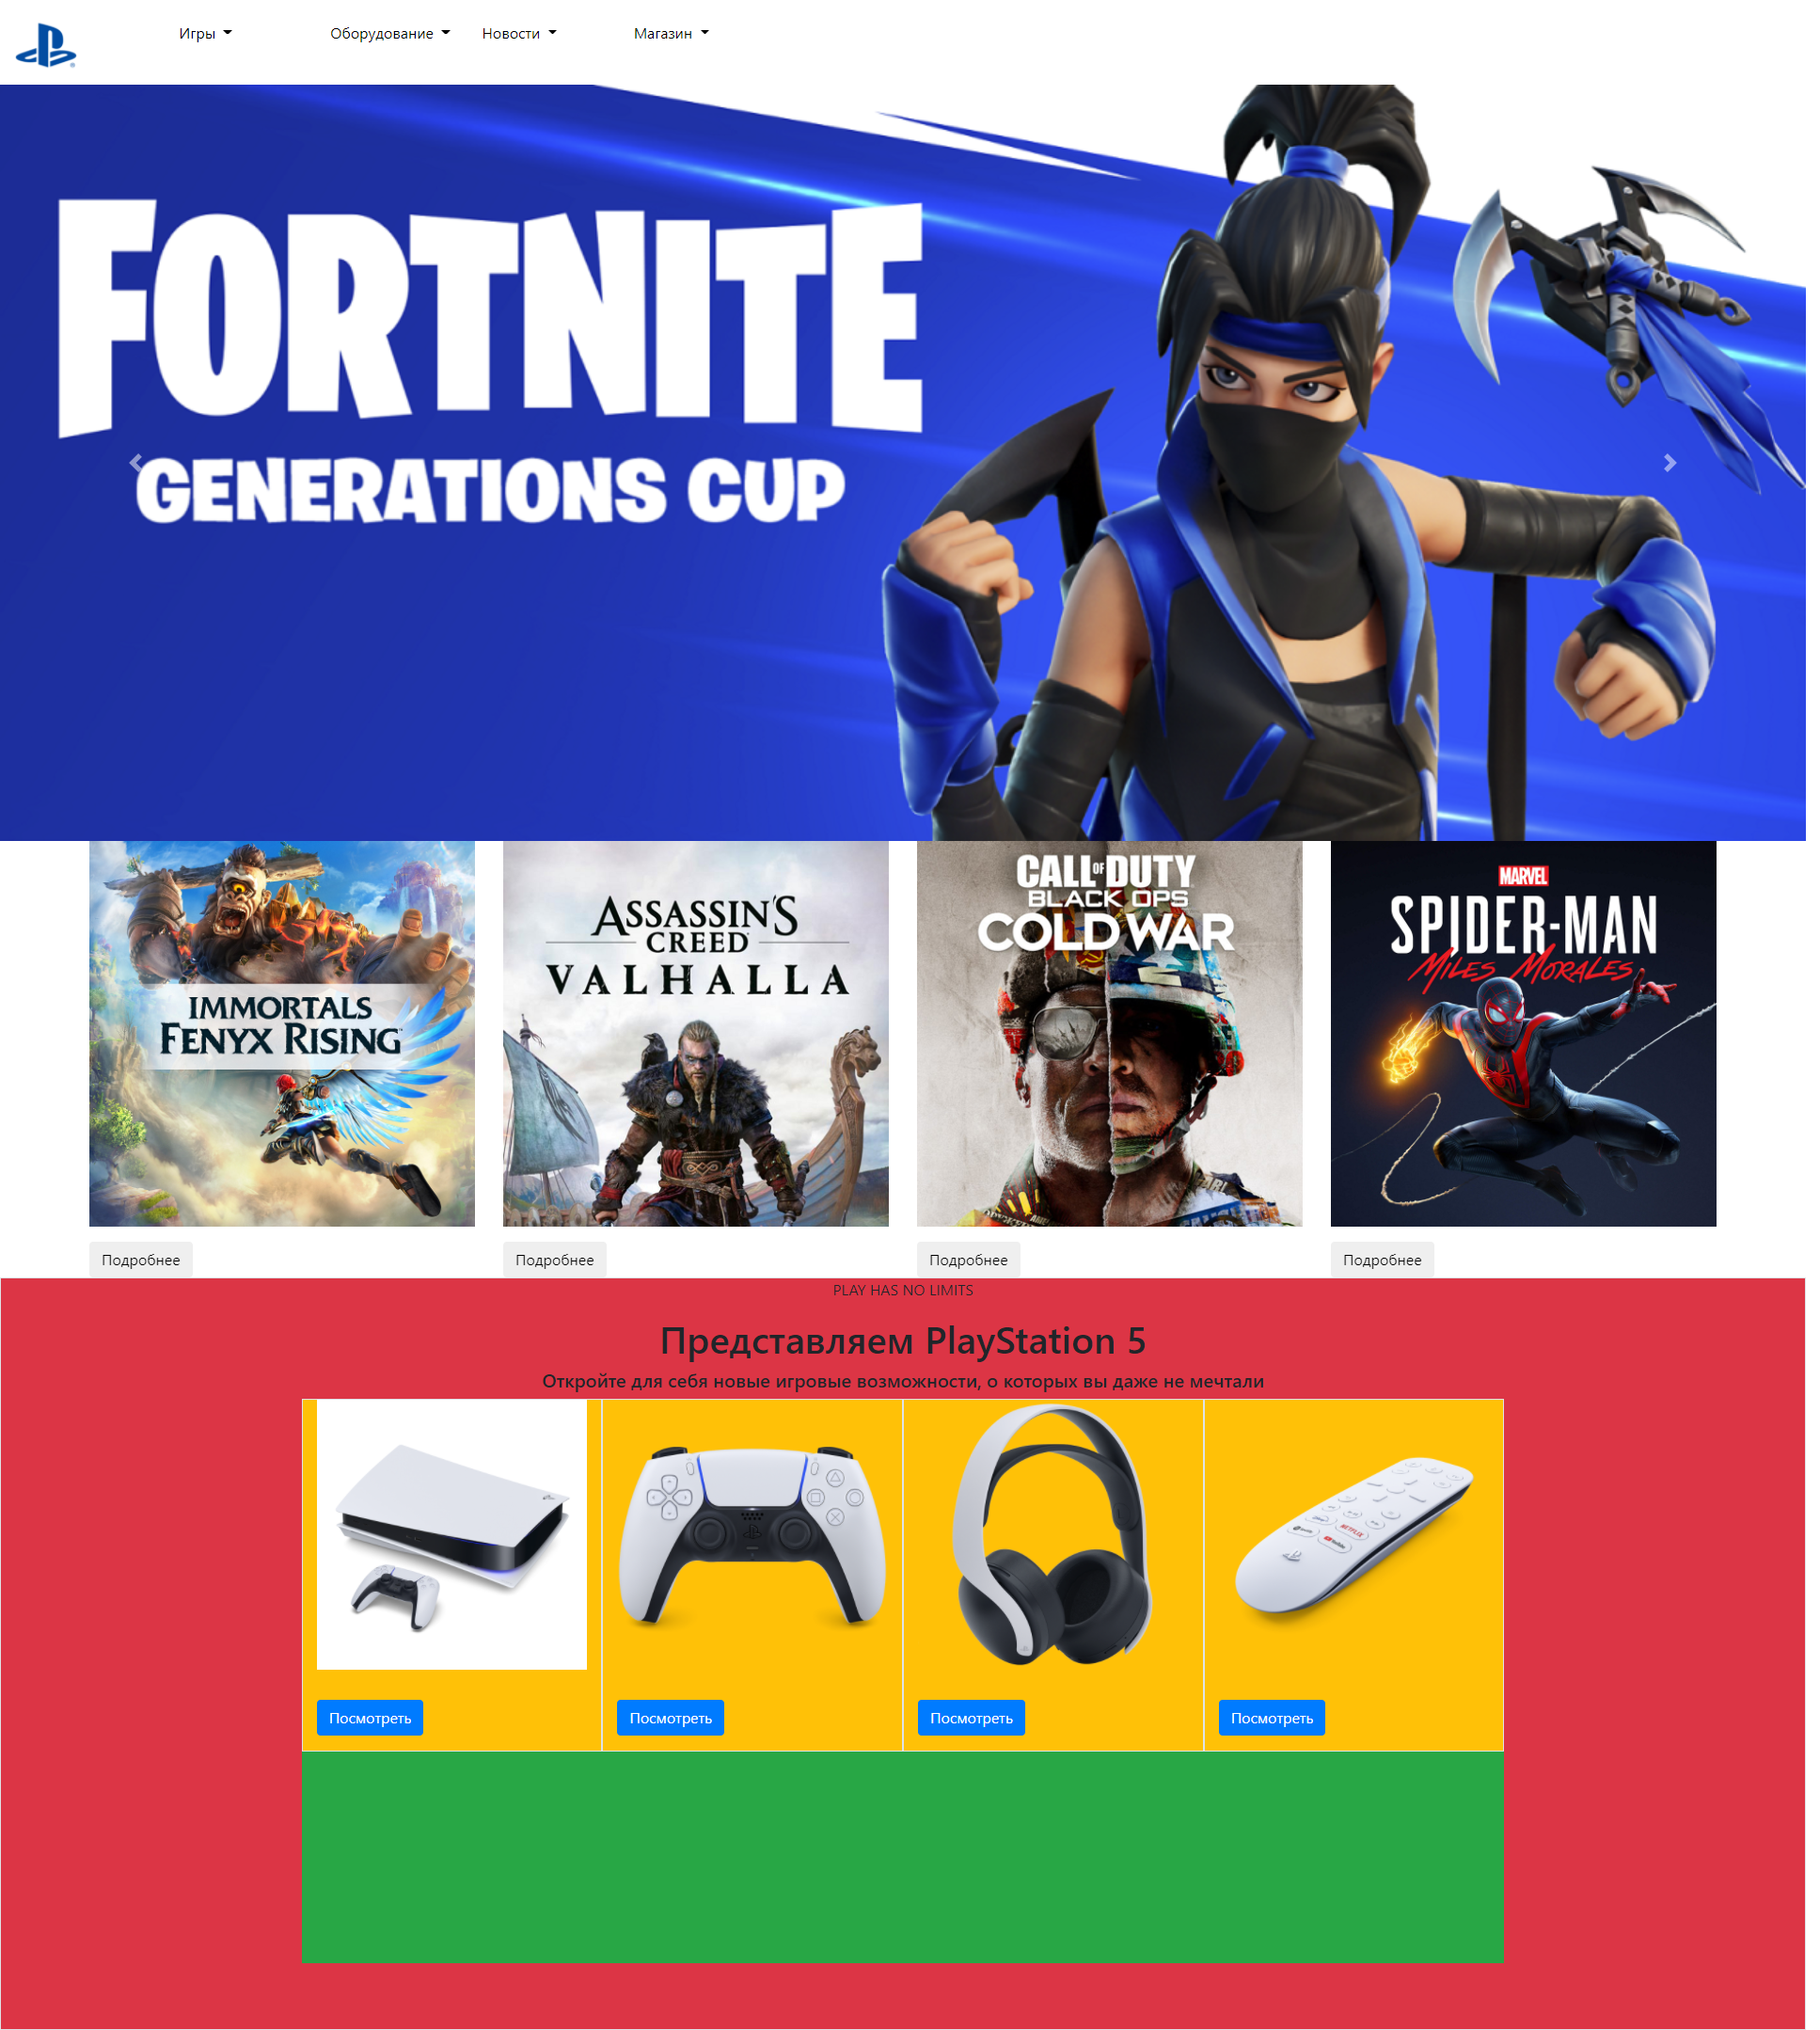 Игры
Оборудование
Новости
Магазин
FORTNITE
GENERATIONS CUP
IMMORTALS
FENYX RISING
ASSASSIN'S
CREED
VALHALLA
CALL OF DUTY
BLACK OPS
COLD WAR
MARVEL
SPIDER-MAN
MILES MORALES
Подробнее
Подробнее
Подробнее
Подробнее
PLAY HAS NO LIMITS
Представляем PlayStation 5
Откройте для себя новые игровые возможности, о которых вы даже не мечтали
NETFLIX
Посмотреть
Посмотреть
Посмотреть
Посмотреть